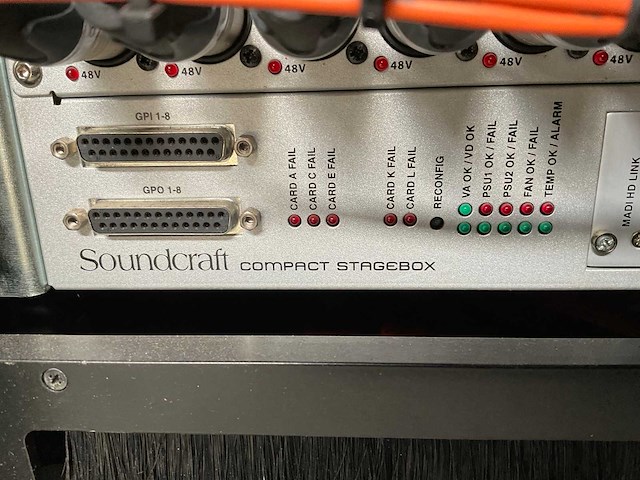 48V
48V
48V
48V
48V
48V
GPI 1-8
GPO 1-8
CARD A FAIL
CARD C FAIL
CARD E FAIL
CARD K FAIL
CARD L FAIL
RECONFIG
VA OK / VD OK
PSU1 OK / FAIL
PSU2 OK / FAIL
FAN OK / FAIL
TEMP OK / ALARM
MADI HD LINK
Soundcraft COMPACT STAGEBOX